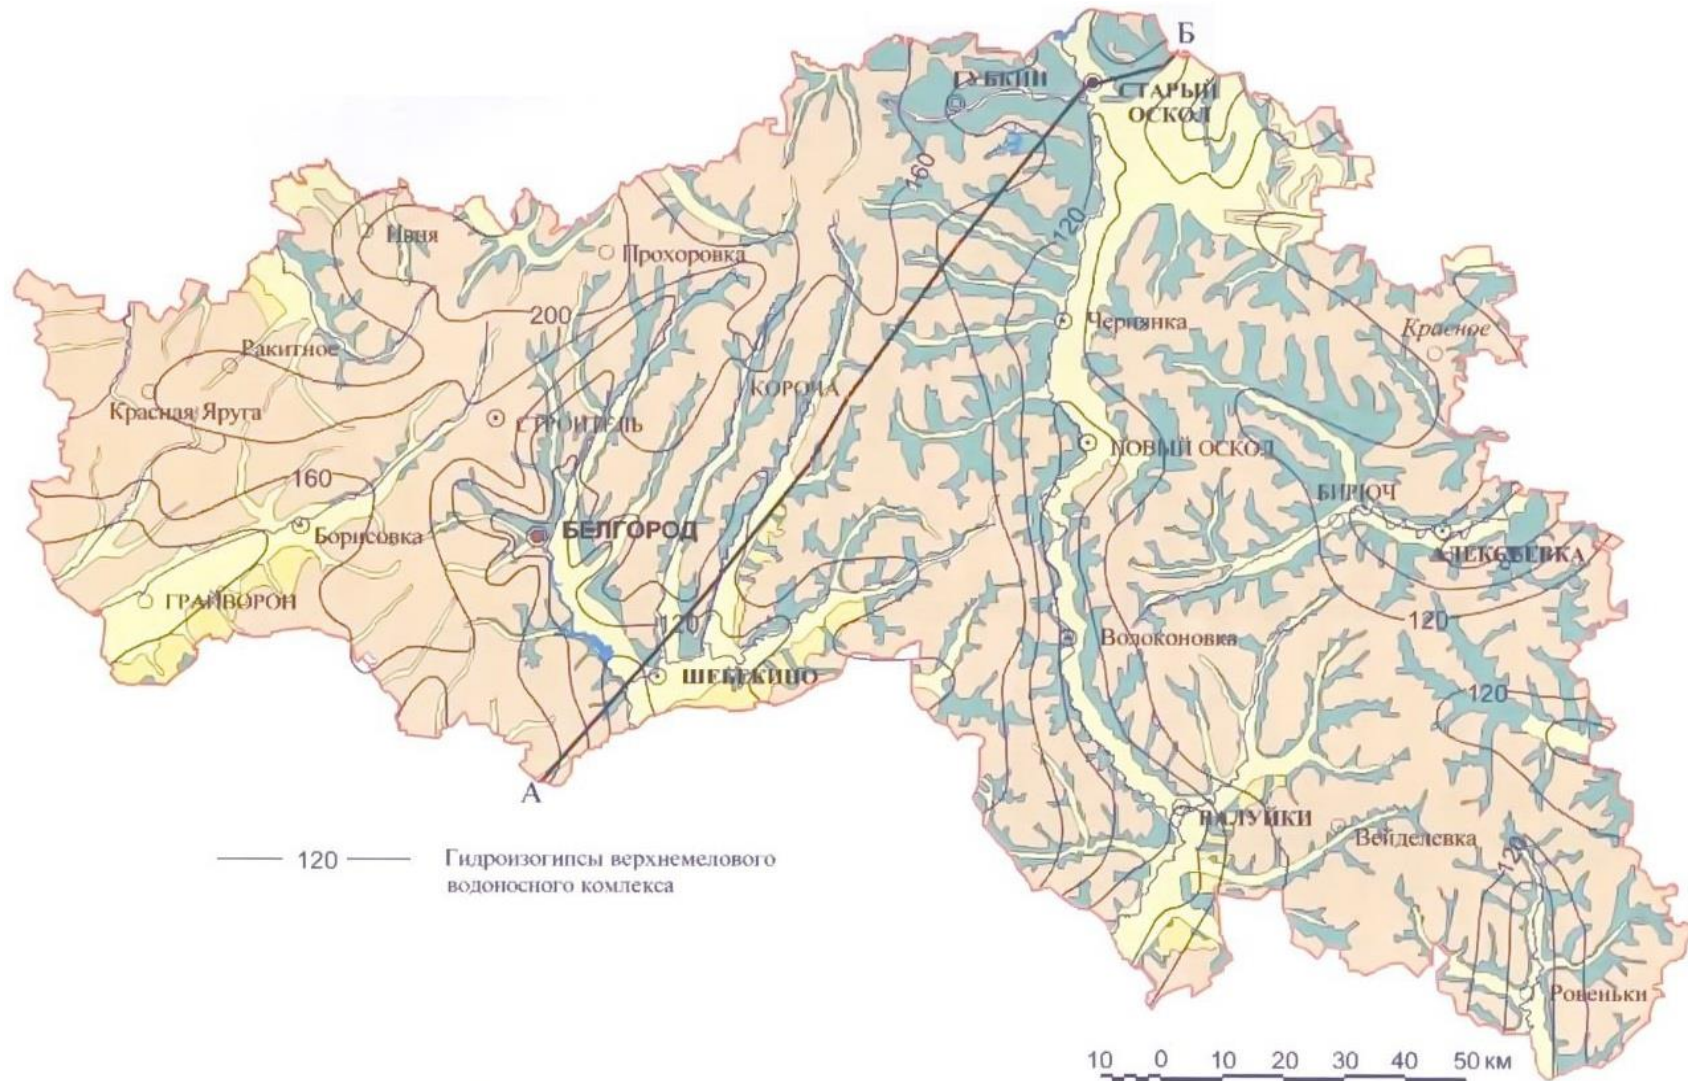 Б
ГУБКИН
СТАРЫЙ
ОСКОЛ
160
120
Ивня
Прохоровка
200
Чернянка
Красное
Ракитное
КОРОЧА
Красная Яруга
СТРОИТЕЛЬ
НОВЫЙ ОСКОЛ
160
БИРЮЧ
Борисовка
БЕЛГОРОД
АЛЕКСЕЕВКА
ГРАЙВОРОН
120
120
Волоконовка
ШЕБЕКИНО
120
А
ВАЛУЙКИ
Вейделевка
120
120
Гидроизогипсы верхнемелового
водоносного комлекса
Ровеньки
10 0 10 20 30 40 50 км